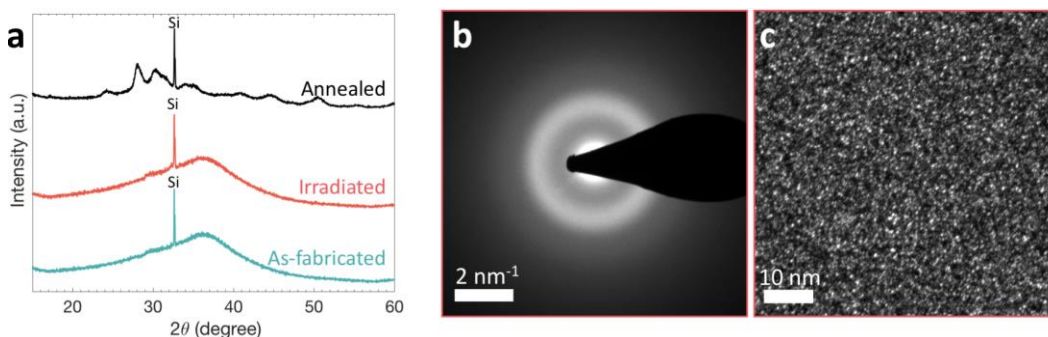 a
Intensity (a.u.)
Si
Annealed
Si
Irradiated
Si
As-fabricated
20 30 40 50 60
2θ (degree)
b
2 nm⁻¹
c
10 nm